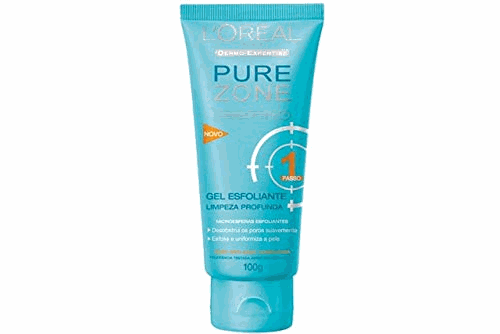 L'ORÉAL
DERMO-EXPERTISE
PURE
ZONE
NOVO
1
PASSO
GEL ESFOLIANTE
LIMPEZA PROFUNDA
MICROESFERAS ESFOLIANTES
• Desobstrui os poros suavemente
• Esfolia e uniformiza a pele
100g